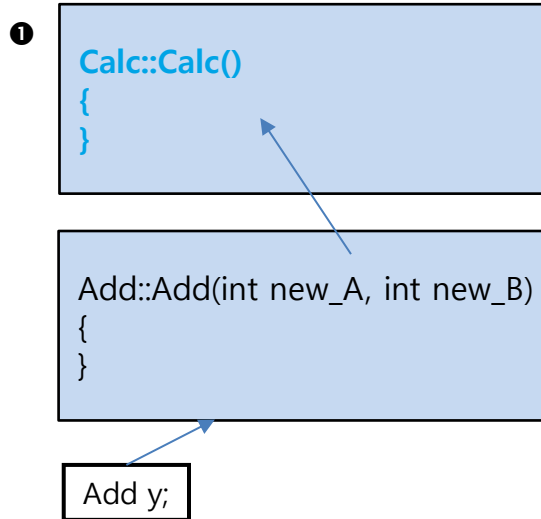 ❶
Calc::Calc()
{
}
Add::Add(int new_A, int new_B)
{
}
Add y;